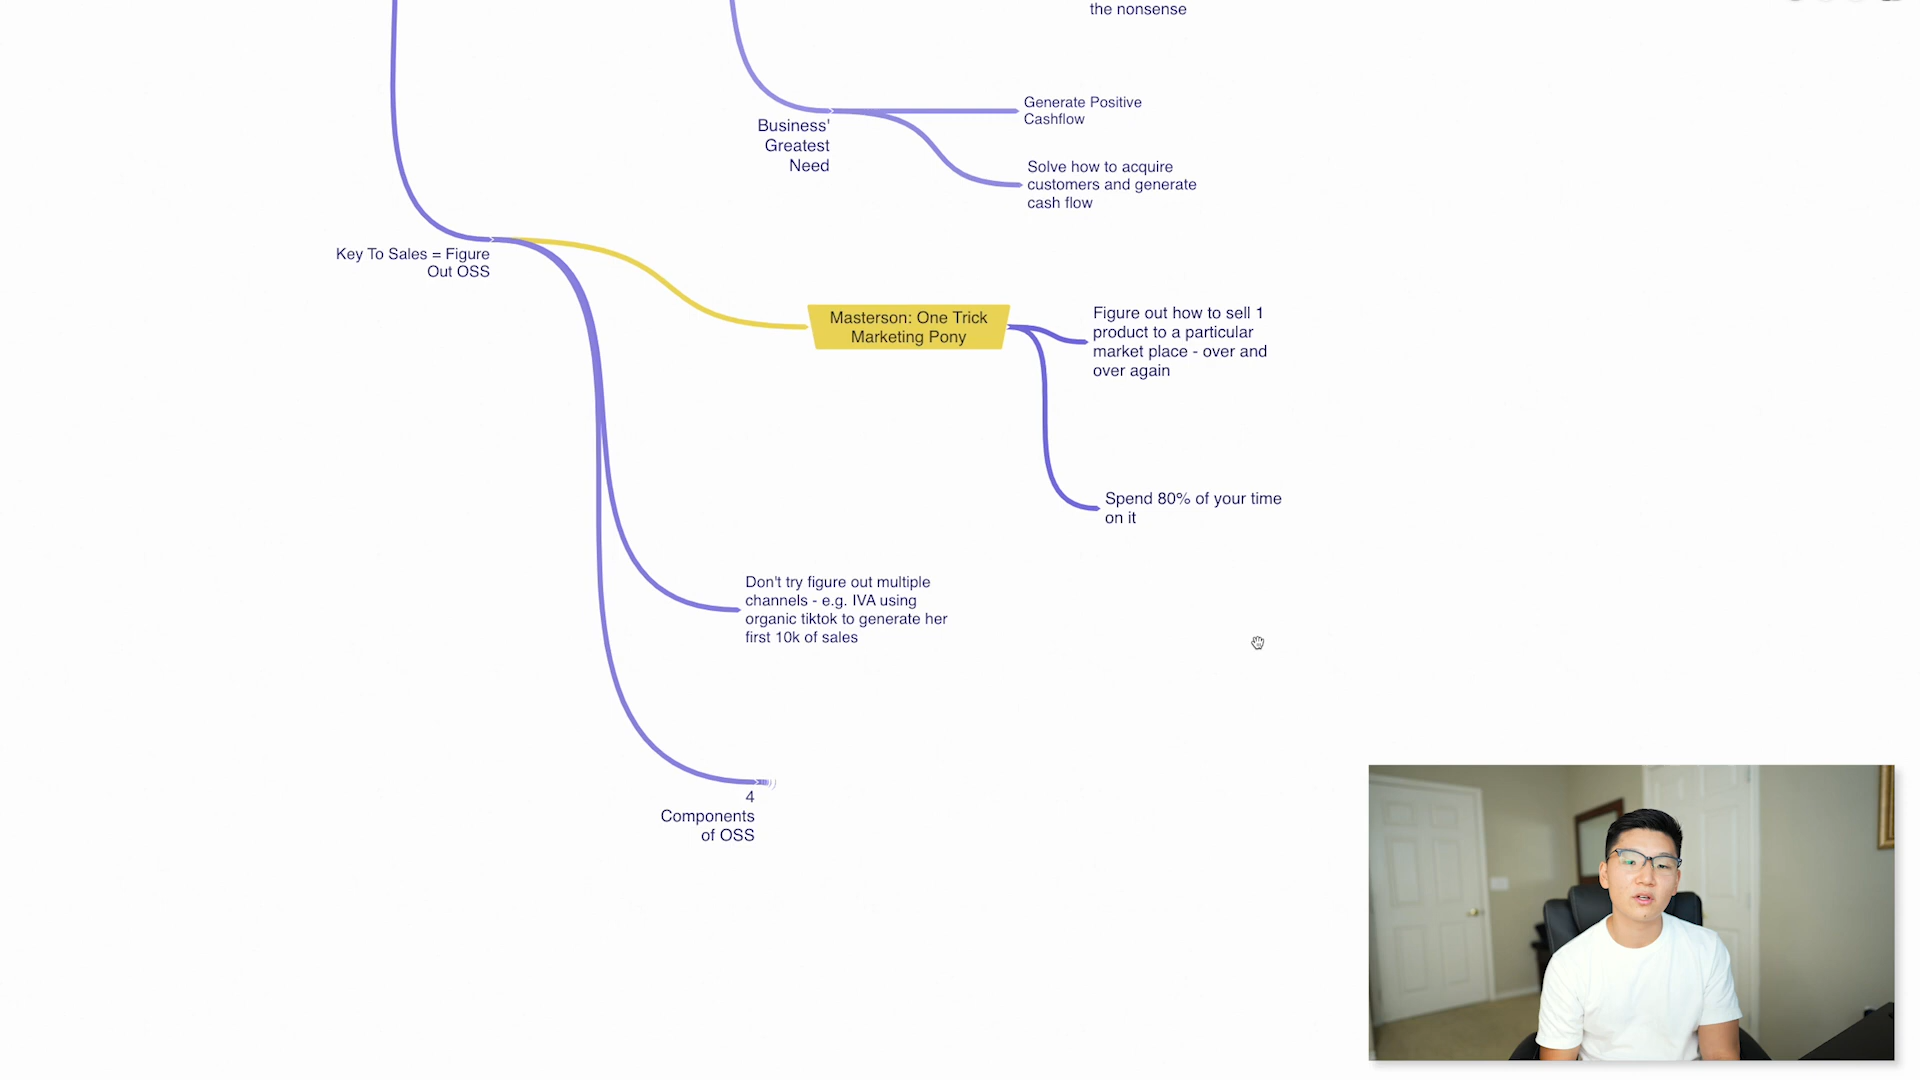 the nonsense
Generate Positive
Cashflow
Business'
Greatest
Need
Solve how to acquire
customers and generate
cash flow
Key To Sales = Figure
Out OSS
Masterson: One Trick
Marketing Pony
Figure out how to sell 1
product to a particular
market place - over and
over again
Spend 80% of your time
on it
Don't try figure out multiple
channels - e.g. IVA using
organic tiktok to generate her
first 10k of sales
4
Components
of OSS